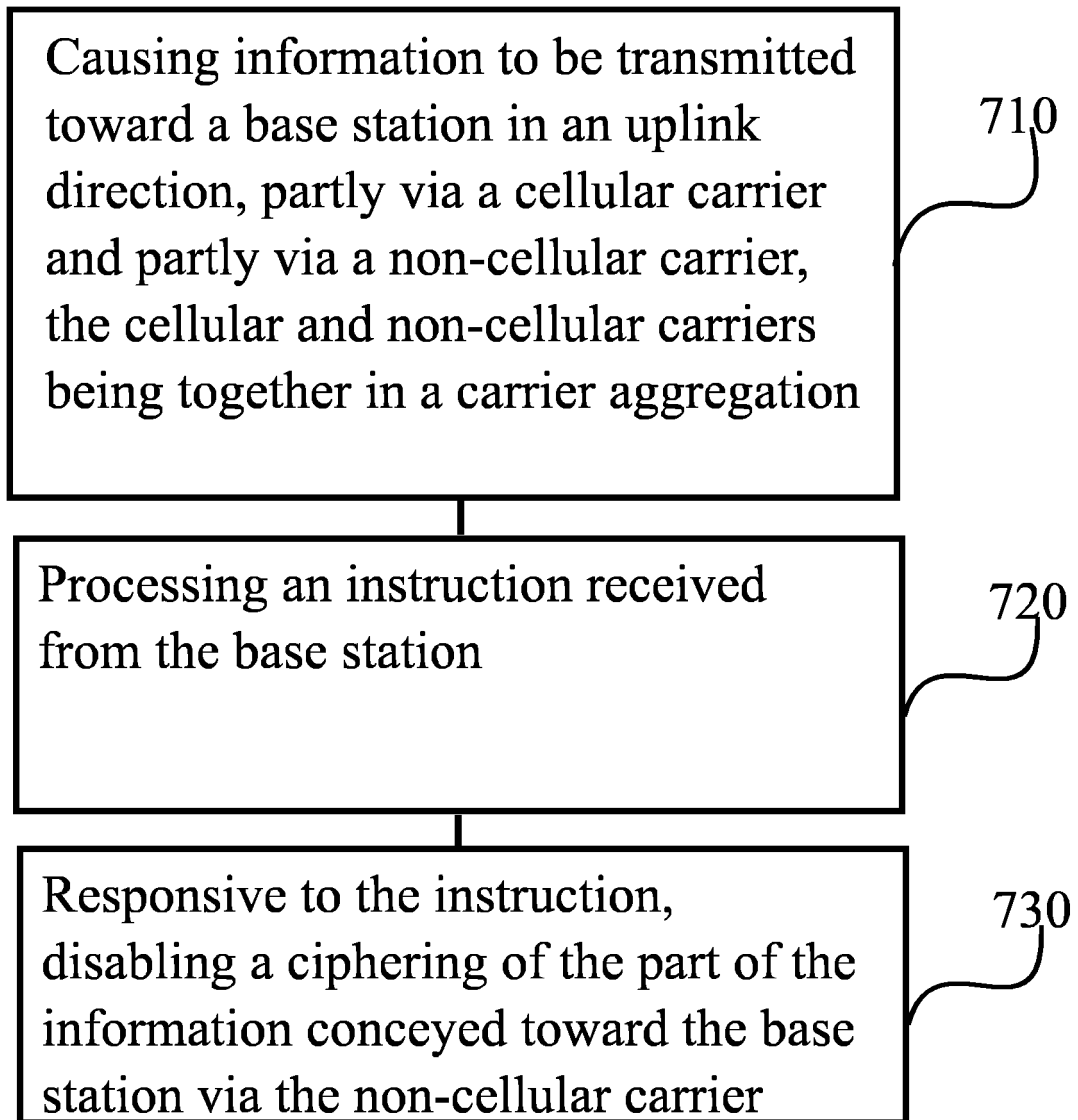 Causing information to be transmitted
toward a base station in an uplink
direction, partly via a cellular carrier
and partly via a non-cellular carrier,
the cellular and non-cellular carriers
being together in a carrier aggregation
710
Processing an instruction received
from the base station
720
Responsive to the instruction,
disabling a ciphering of the part of the
information conceyed toward the base
station via the non-cellular carrier
730